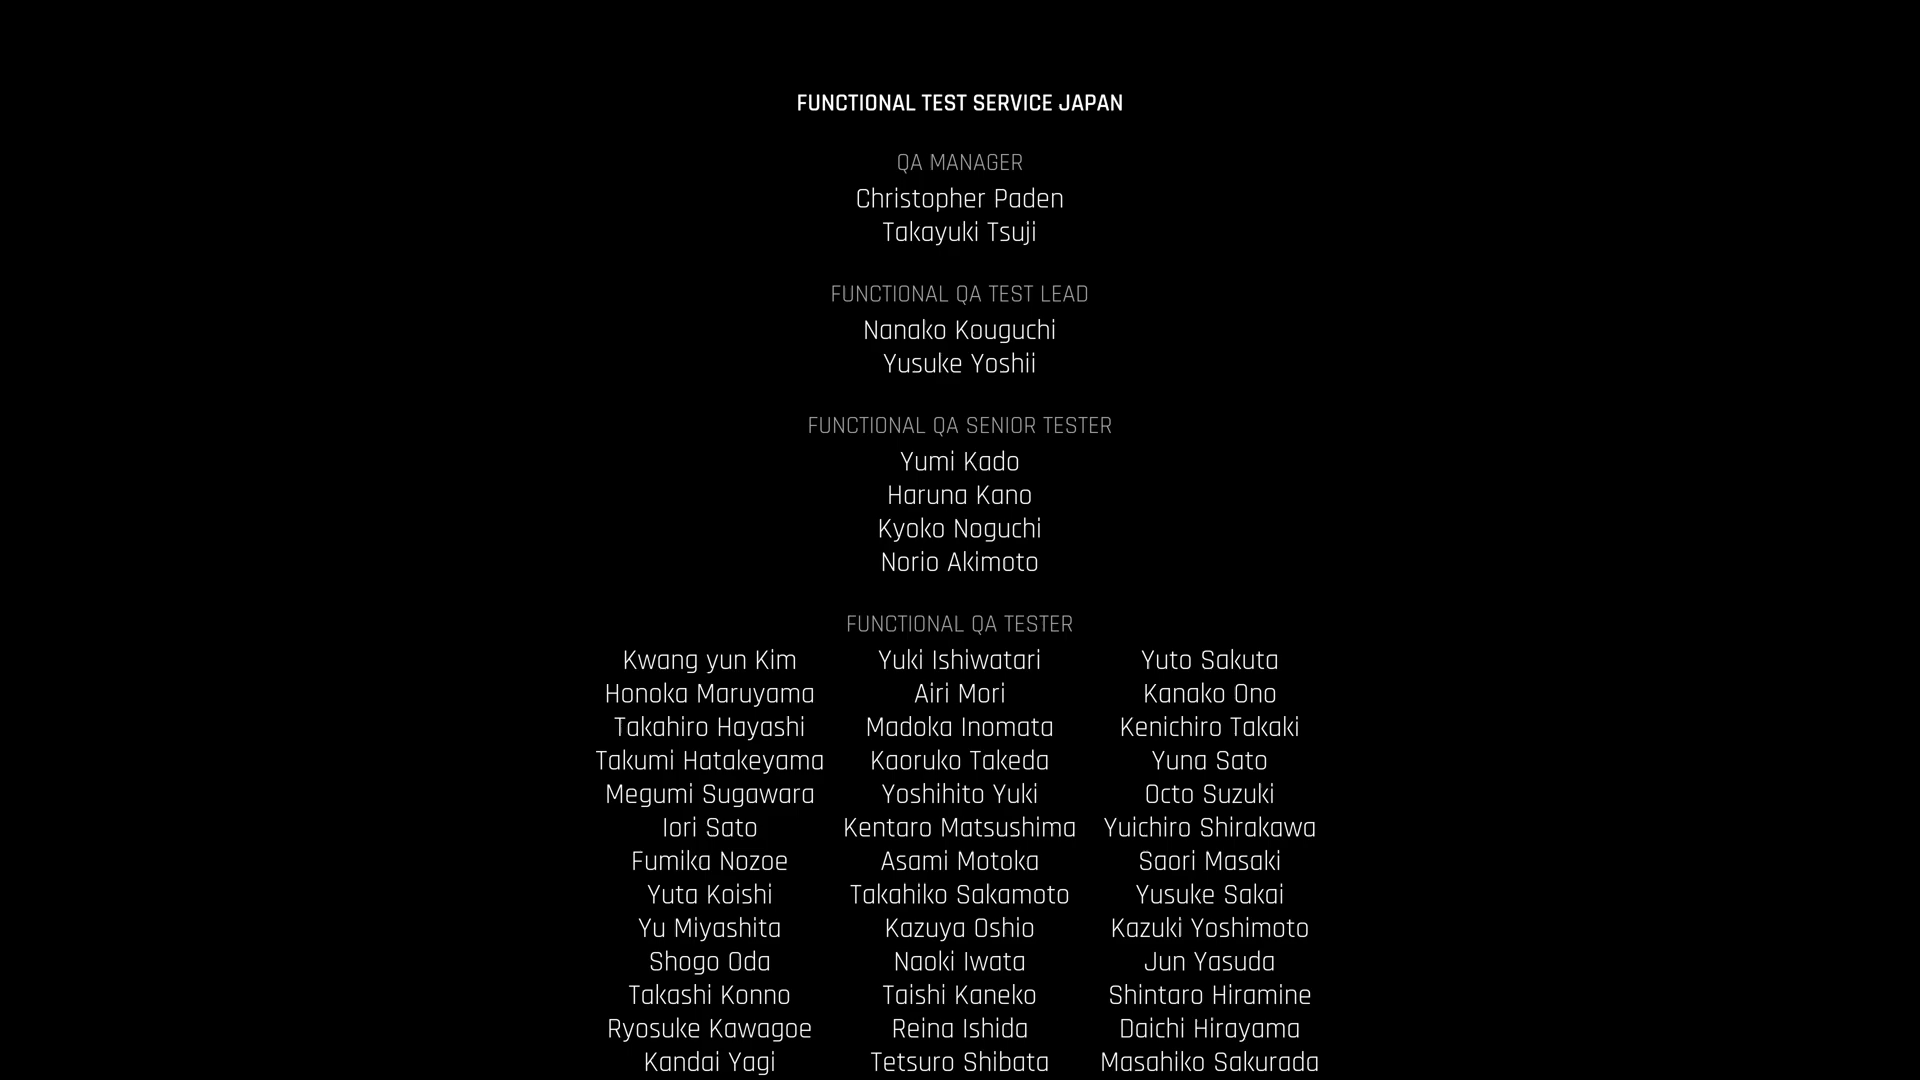 FUNCTIONAL TEST SERVICE JAPAN
QA MANAGER
Christopher Paden
Takayuki Tsuji
FUNCTIONAL QA TEST LEAD
Nanako Kouguchi
Yusuke Yoshii
FUNCTIONAL QA SENIOR TESTER
Yumi Kado
Haruna Kano
Kyoko Noguchi
Norio Akimoto
FUNCTIONAL QA TESTER
Kwang yun Kim Yuki Ishiwatari Yuto Sakuta
Honoka Maruyama Airi Mori Kanako Ono
Takahiro Hayashi Madoka Inomata Kenichiro Takaki
Takumi Hatakeyama Kaoruko Takeda Yuna Sato
Megumi Sugawara Yoshihito Yuki Octo Suzuki
Iori Sato Kentaro Matsushima Yuichiro Shirakawa
Fumika Nozoe Asami Motoka Saori Masaki
Yuta Koishi Takahiko Sakamoto Yusuke Sakai
Yu Miyashita Kazuya Oshio Kazuki Yoshimoto
Shogo Oda Naoki Iwata Jun Yasuda
Takashi Konno Taishi Kaneko Shintaro Hiramine
Ryosuke Kawagoe Reina Ishida Daichi Hirayama
Kandai Yagi Tetsuro Shibata Masahiko Sakurada